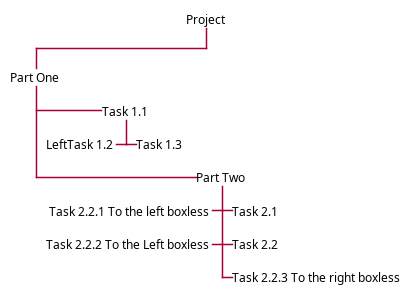 Project
Part One
Task 1.1
LeftTask 1.2
Task 1.3
Part Two
Task 2.2.1 To the left boxless
Task 2.1
Task 2.2.2 To the Left boxless
Task 2.2
Task 2.2.3 To the right boxless